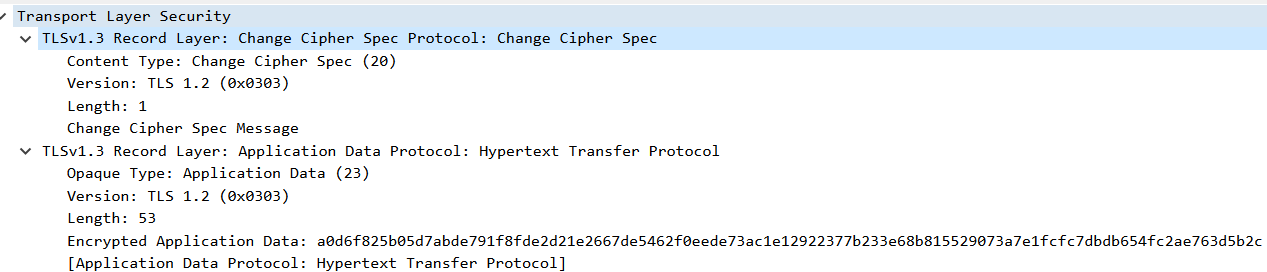 Transport Layer Security
TLSv1.3 Record Layer: Change Cipher Spec Protocol: Change Cipher Spec
Content Type: Change Cipher Spec (20)
Version: TLS 1.2 (0x0303)
Length: 1
Change Cipher Spec Message
TLSv1.3 Record Layer: Application Data Protocol: Hypertext Transfer Protocol
Opaque Type: Application Data (23)
Version: TLS 1.2 (0x0303)
Length: 53
Encrypted Application Data: a0d6f825b05d7abde791f8fde2d21e2667de5462f0eede73ac1e12922377b233e68b815529073a7e1fcfc7dbdb654fc2ae763d5b2c
[Application Data Protocol: Hypertext Transfer Protocol]